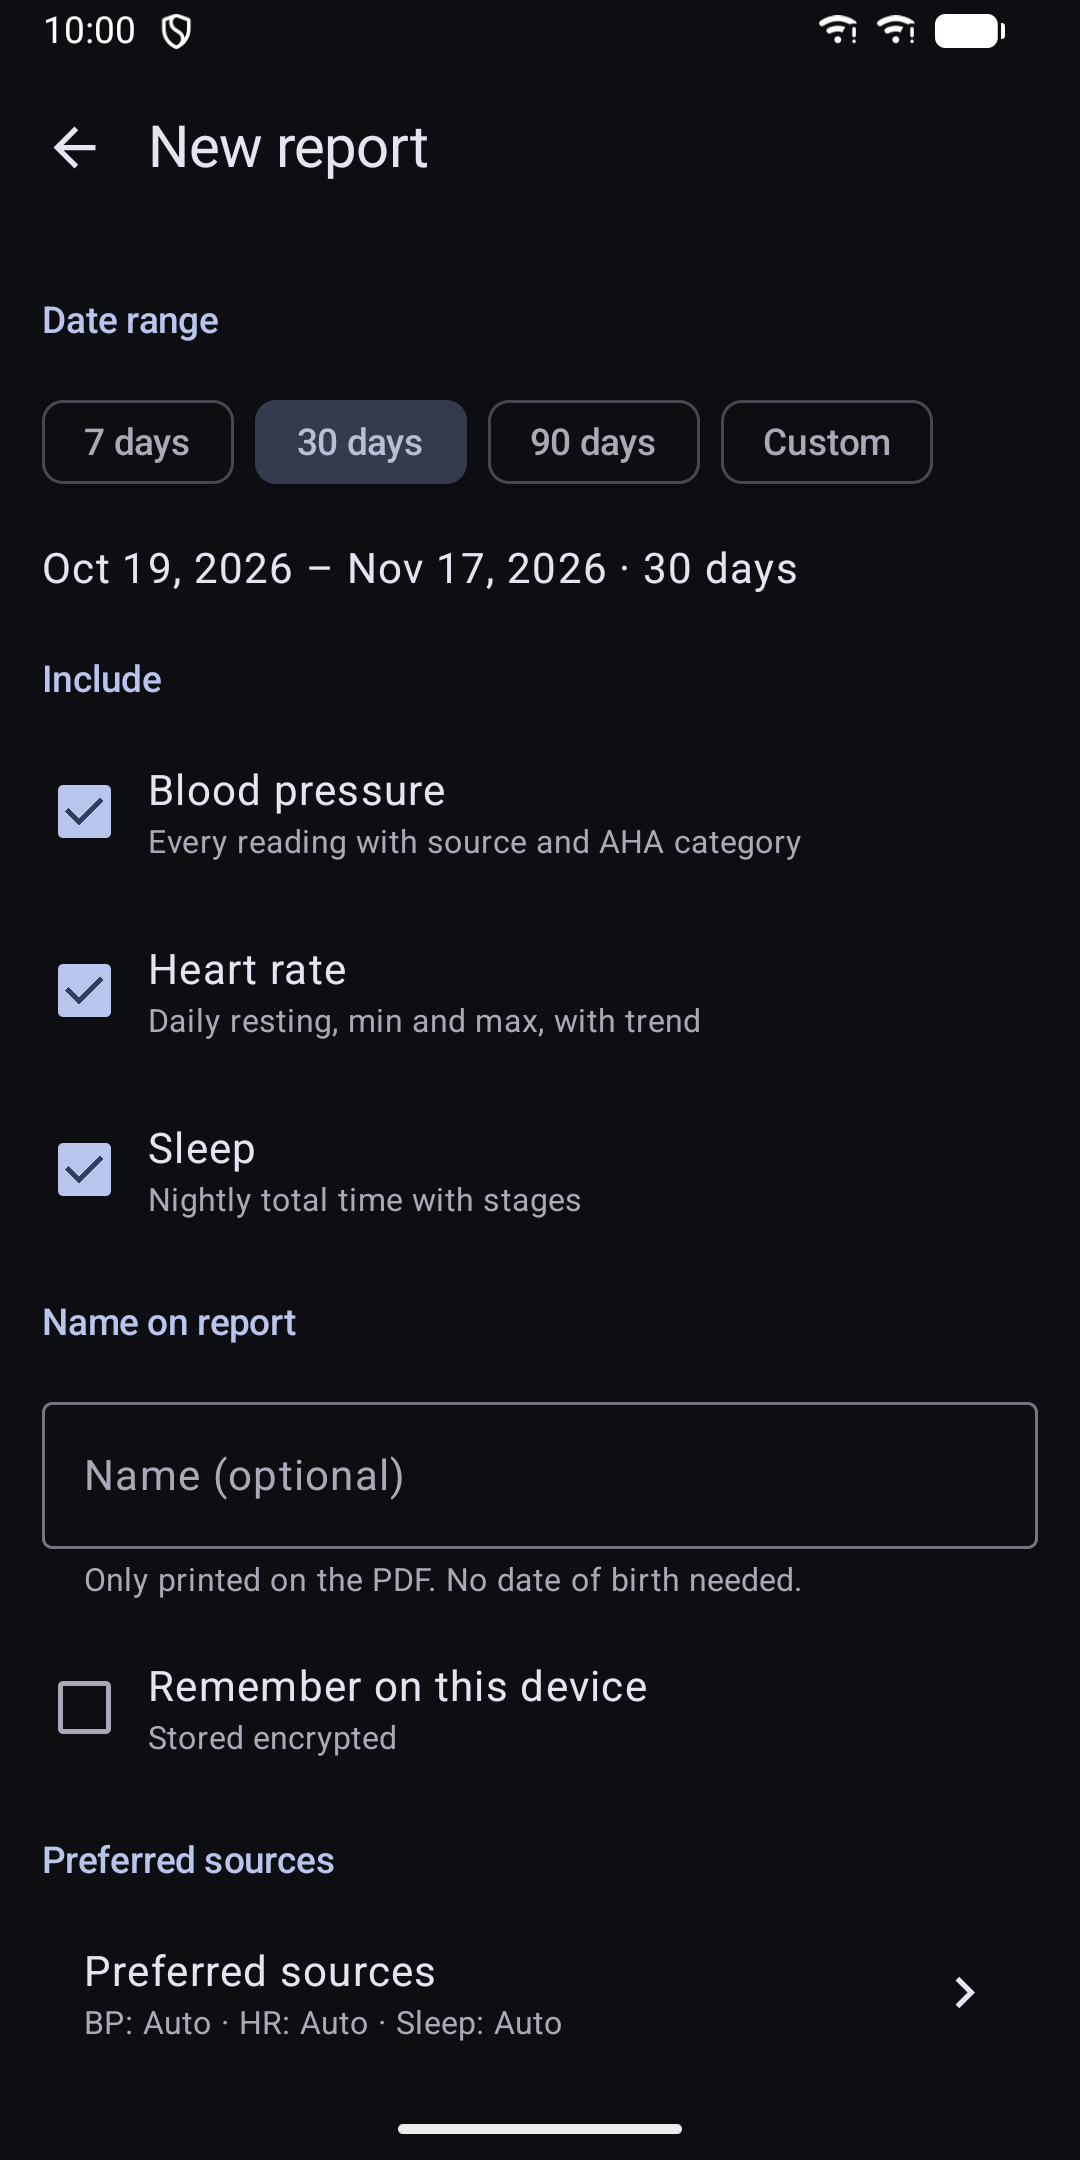 10:00
New report
Date range
7 days
30 days
90 days
Custom
Oct 19, 2026 – Nov 17, 2026 · 30 days
Include
Blood pressure
Every reading with source and AHA category
Heart rate
Daily resting, min and max, with trend
Sleep
Nightly total time with stages
Name on report
Name (optional)
Only printed on the PDF. No date of birth needed.
Remember on this device
Stored encrypted
Preferred sources
Preferred sources
BP: Auto · HR: Auto · Sleep: Auto